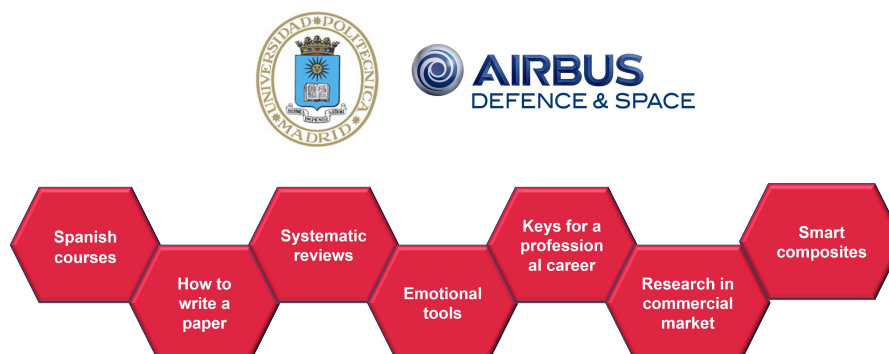 UNIVERSIDAD POLITECNICA
MADRID
AIRBUS
DEFENCE & SPACE
Spanish
courses
How to
write a
paper
Systematic
reviews
Emotional
tools
Keys for a
profession
al career
Research in
commercial
market
Smart
composites